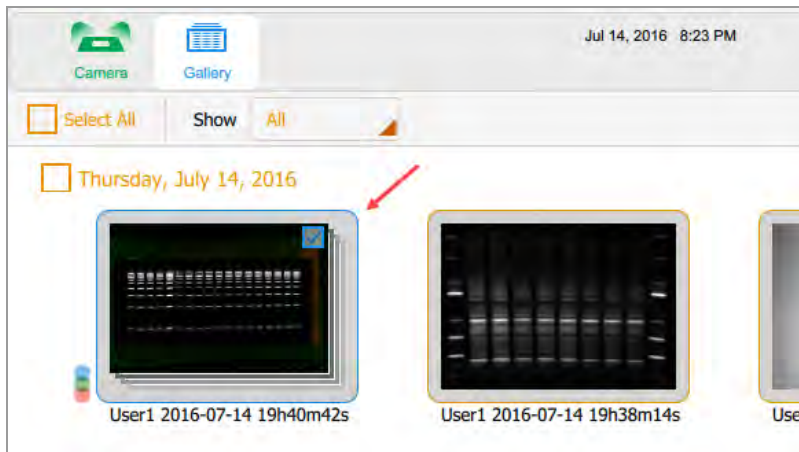 Jul 14, 2016 8:23 PM
Camera
Gallery
Select All
Show
All
Thursday, July 14, 2016
User1 2016-07-14 19h40m42s
User1 2016-07-14 19h38m14s
Use